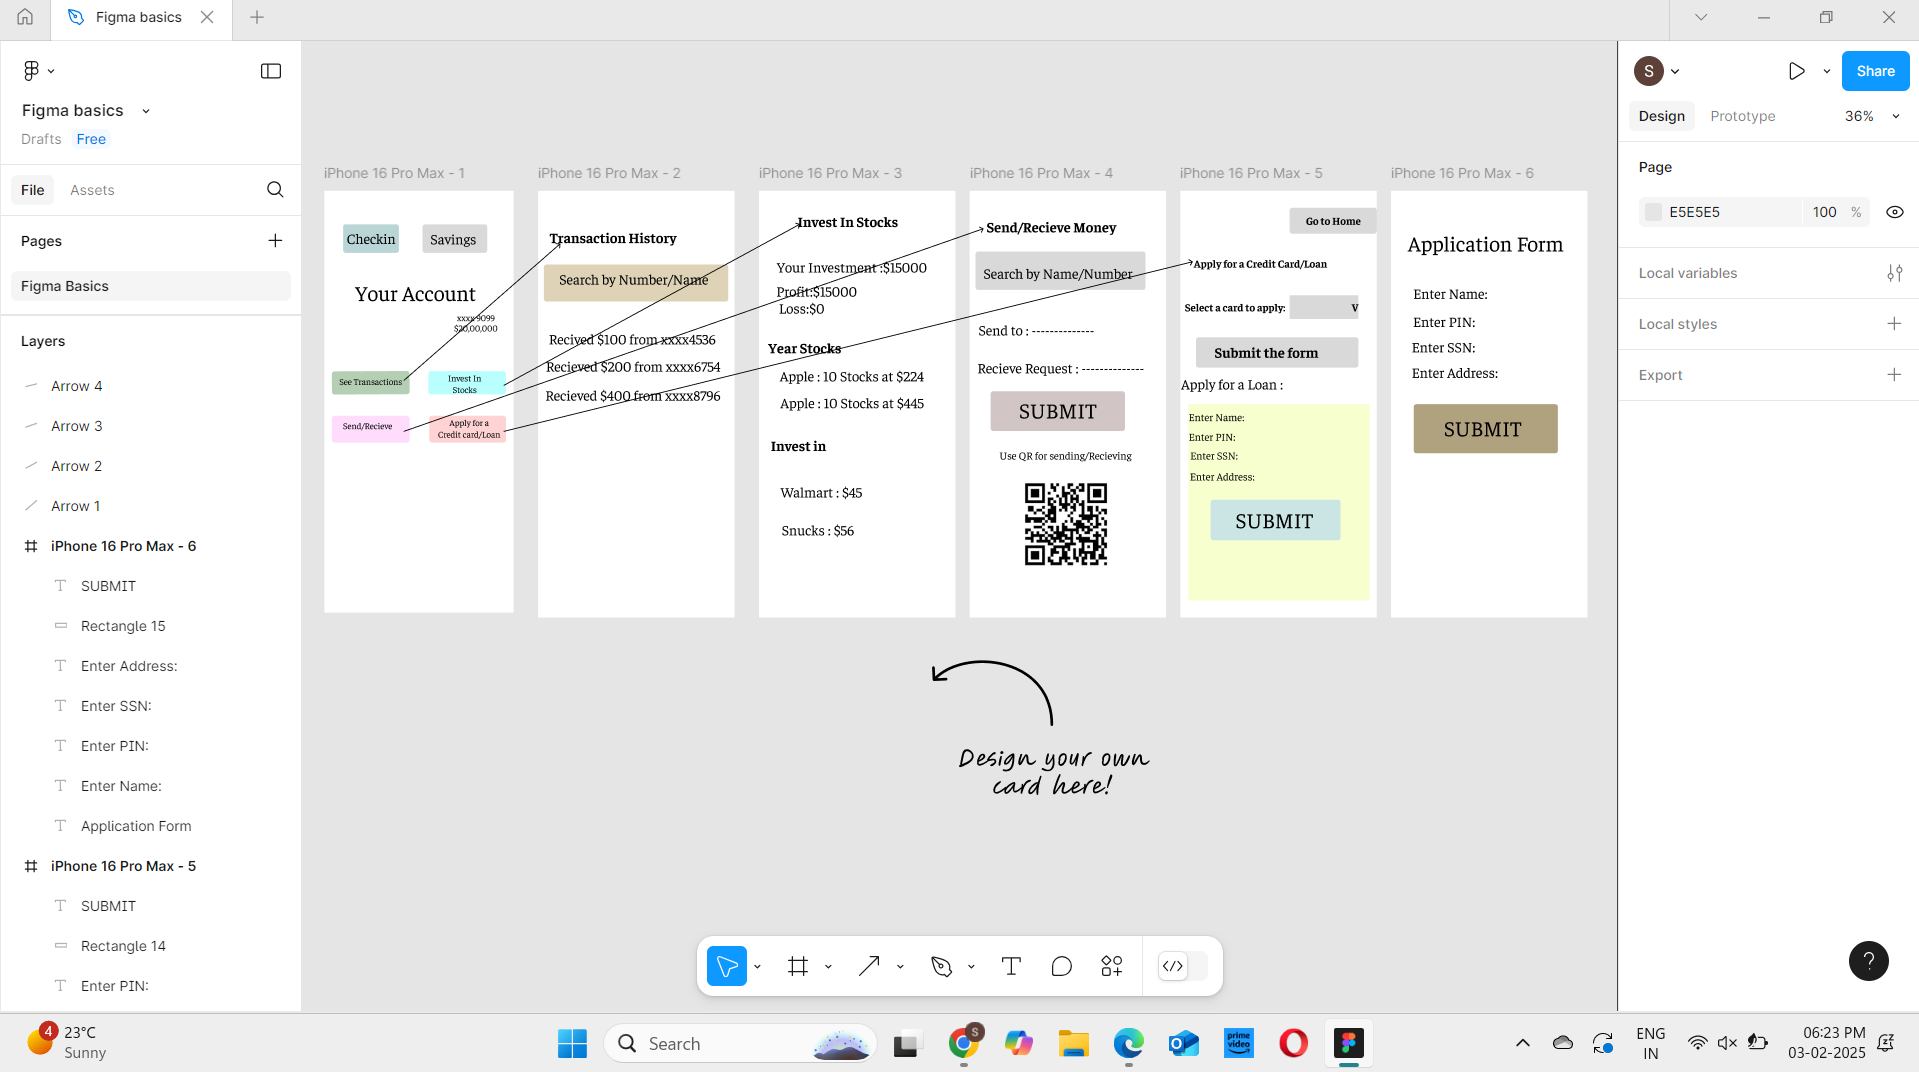 Figma basics
Figma basics
Drafts Free
File Assets
Pages
Figma Basics
Layers
Arrow 4
Arrow 3
Arrow 2
Arrow 1
iPhone 16 Pro Max - 6
SUBMIT
Rectangle 15
Enter Address:
Enter SSN:
Enter PIN:
Enter Name:
Application Form
iPhone 16 Pro Max - 5
SUBMIT
Rectangle 14
Enter PIN:
iPhone 16 Pro Max - 1
Checkin Savings
Your Account
xxxx 9099
$20,00,000
See Transactions
Invest In
Stocks
Send/Recieve
Apply for a
Credit card/Loan
iPhone 16 Pro Max - 2
Transaction History
Search by Number/Name
Recived $100 from xxxx4536
Recieved $200 from xxxx6754
Recieved $400 from xxxx8796
iPhone 16 Pro Max - 3
Invest In Stocks
Your Investment :$15000
Profit:$15000
Loss:$0
Year Stocks
Apple : 10 Stocks at $224
Apple : 10 Stocks at $445
Invest in
Walmart : $45
Snucks : $56
iPhone 16 Pro Max - 4
Send/Recieve Money
Search by Name/Number
Send to : --------------
Recieve Request : --------------
SUBMIT
Use QR for sending/Recieving
iPhone 16 Pro Max - 5
Go to Home
Apply for a Credit Card/Loan
Select a card to apply: V
Submit the form
Apply for a Loan :
Enter Name:
Enter PIN:
Enter SSN:
Enter Address:
SUBMIT
iPhone 16 Pro Max - 6
Application Form
Enter Name:
Enter PIN:
Enter SSN:
Enter Address:
SUBMIT
Design your own
card here!
S
Share
Design Prototype 36%
Page
E5E5E5 100 %
Local variables
Local styles
Export
?
4
23°C
Sunny
Search
S
prime
video
ENG
IN
06:23 PM
03-02-2025